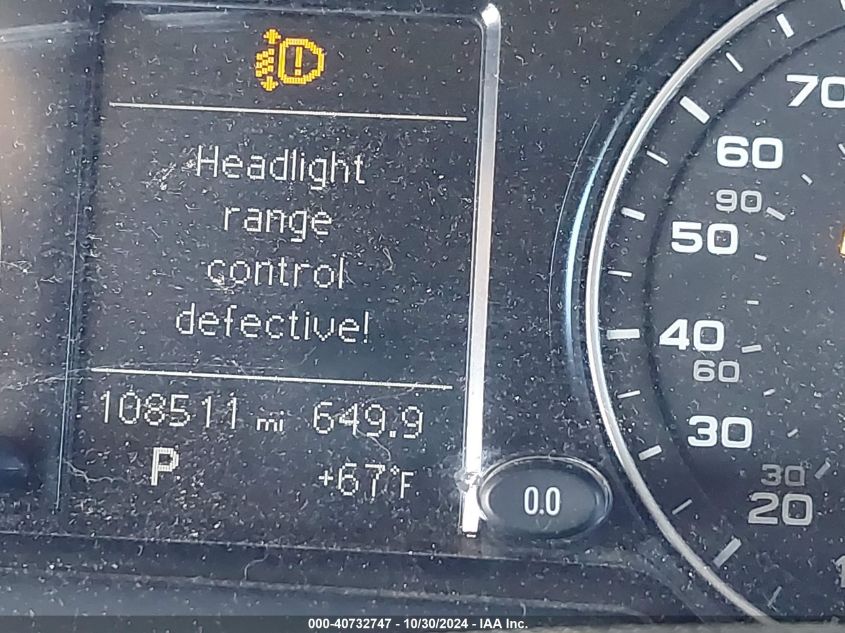 Headlight
range
control
defective!
108511 mi 649.9
P +67°F
0.0
70
60
90
50
40
60
30
30
20
1
000-40732747 - 10/30/2024 - IAA Inc.